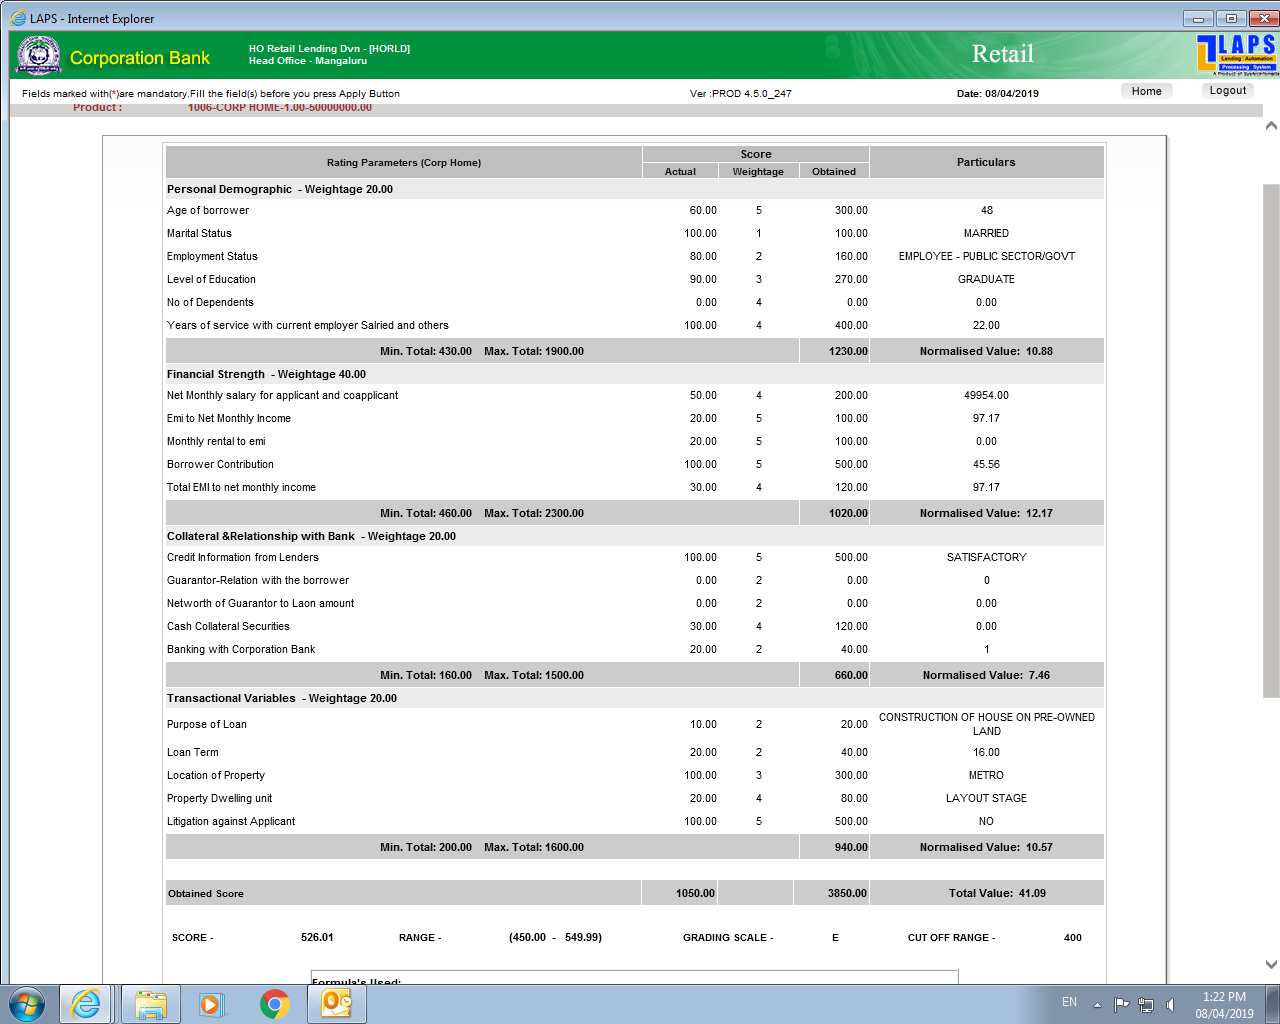 LAPS - Internet Explorer
Corporation Bank
HO Retail Lending Dvn - [HORLD]
Head Office - Mangaluru
Retail
LAPS
Lending Automation
Processing System
Fields marked with(*)are mandatory.Fill the field(s) before you press Apply Button
Ver :PROD 4.5.0_247
Date: 08/04/2019
Home
Logout
Product : 1006-CORP HOME-1.00-50000000.00
Rating Parameters (Corp Home) Score Particulars
Actual Weightage Obtained
Personal Demographic - Weightage 20.00
Age of borrower 60.00 5 300.00 48
Marital Status 100.00 1 100.00 MARRIED
Employment Status 80.00 2 160.00 EMPLOYEE - PUBLIC SECTOR/GOVT
Level of Education 90.00 3 270.00 GRADUATE
No of Dependents 0.00 4 0.00 0.00
Years of service with current employer Salried and others 100.00 4 400.00 22.00
Min. Total: 430.00 Max. Total: 1900.00 1230.00 Normalised Value: 10.88
Financial Strength - Weightage 40.00
Net Monthly salary for applicant and coapplicant 50.00 4 200.00 49954.00
Emi to Net Monthly Income 20.00 5 100.00 97.17
Monthly rental to emi 20.00 5 100.00 0.00
Borrower Contribution 100.00 5 500.00 45.56
Total EMI to net monthly income 30.00 4 120.00 97.17
Min. Total: 460.00 Max. Total: 2300.00 1020.00 Normalised Value: 12.17
Collateral &Relationship with Bank - Weightage 20.00
Credit Information from Lenders 100.00 5 500.00 SATISFACTORY
Guarantor-Relation with the borrower 0.00 2 0.00 0
Networth of Guarantor to Laon amount 0.00 2 0.00 0.00
Cash Collateral Securities 30.00 4 120.00 0.00
Banking with Corporation Bank 20.00 2 40.00 1
Min. Total: 160.00 Max. Total: 1500.00 660.00 Normalised Value: 7.46
Transactional Variables - Weightage 20.00
Purpose of Loan 10.00 2 20.00 CONSTRUCTION OF HOUSE ON PRE-OWNED
LAND
Loan Term 20.00 2 40.00 16.00
Location of Property 100.00 3 300.00 METRO
Property Dwelling unit 20.00 4 80.00 LAYOUT STAGE
Litigation against Applicant 100.00 5 500.00 NO
Min. Total: 200.00 Max. Total: 1600.00 940.00 Normalised Value: 10.57
Obtained Score 1050.00 3850.00 Total Value: 41.09
SCORE - 526.01 RANGE - (450.00 - 549.99) GRADING SCALE - E CUT OFF RANGE - 400
Formula's Used:
EN
1:22 PM
08/04/2019